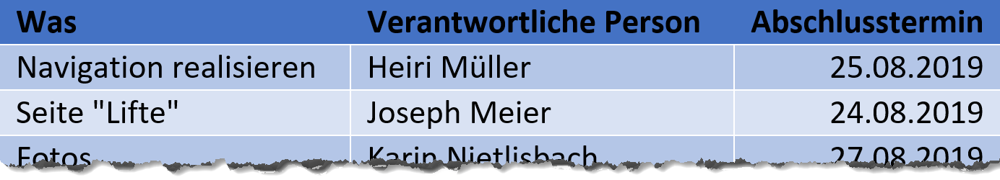 Was Verantwortliche Person Abschlusstermin
Navigation realisieren Heiri Müller 25.08.2019
Seite "Lifte" Joseph Meier 24.08.2019
Fotos Karin Nietlisbach 27.08.2019